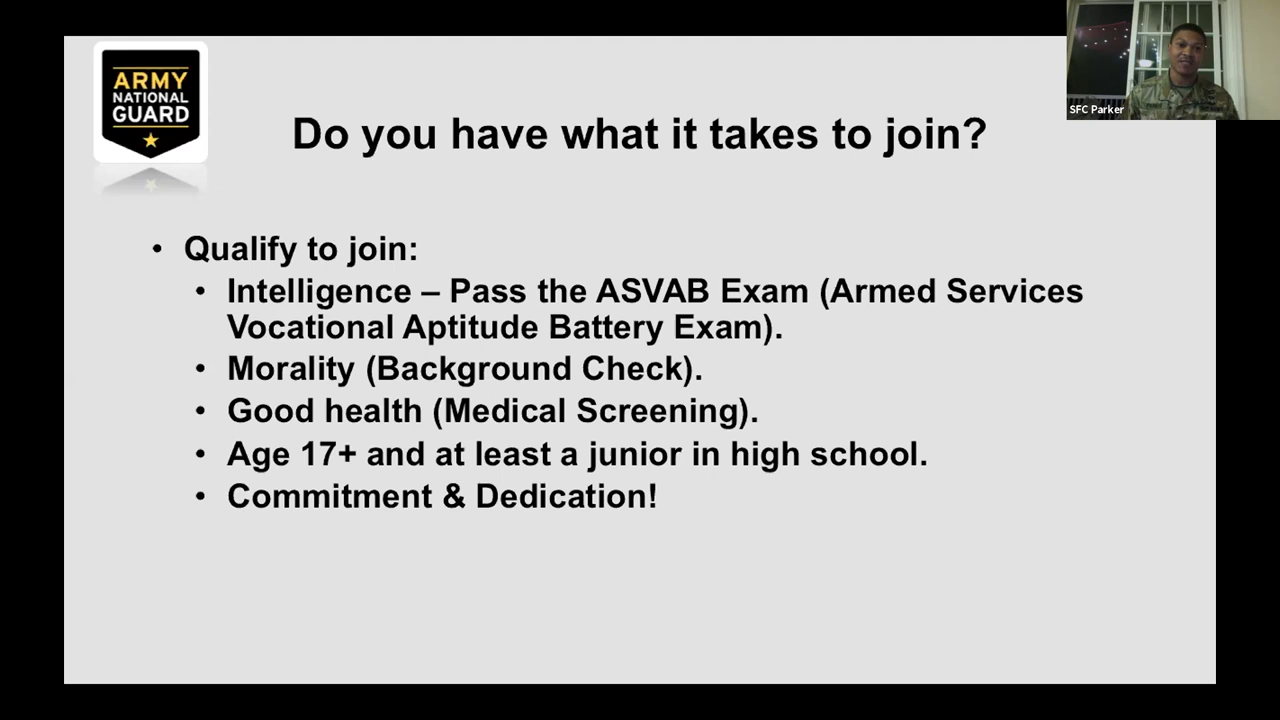 ARMY
NATIONAL
GUARD
SFC Parker
Do you have what it takes to join?
• Qualify to join:
• Intelligence – Pass the ASVAB Exam (Armed Services
Vocational Aptitude Battery Exam).
• Morality (Background Check).
• Good health (Medical Screening).
• Age 17+ and at least a junior in high school.
• Commitment & Dedication!